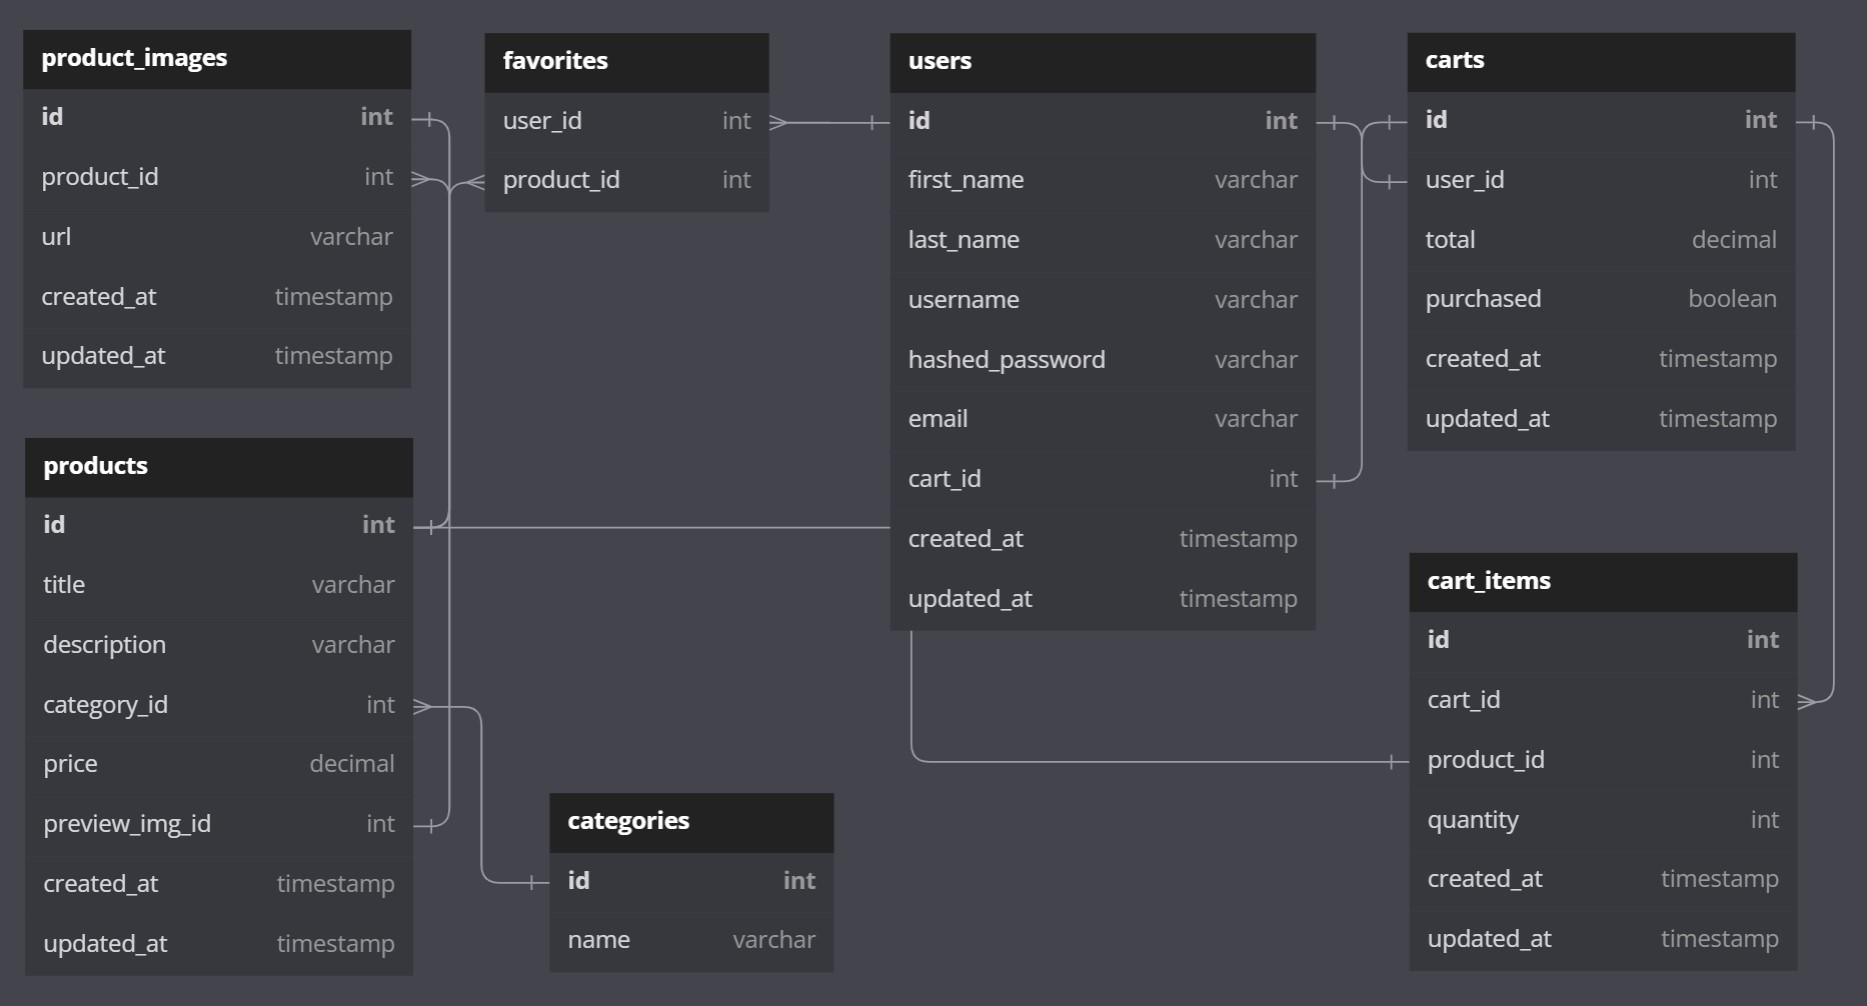 product_images
id int
product_id int
url varchar
created_at timestamp
updated_at timestamp
favorites
user_id int
product_id int
users
id int
first_name varchar
last_name varchar
username varchar
hashed_password varchar
email varchar
cart_id int
created_at timestamp
updated_at timestamp
carts
id int
user_id int
total decimal
purchased boolean
created_at timestamp
updated_at timestamp
products
id int
title varchar
description varchar
category_id int
price decimal
preview_img_id int
created_at timestamp
updated_at timestamp
categories
id int
name varchar
cart_items
id int
cart_id int
product_id int
quantity int
created_at timestamp
updated_at timestamp